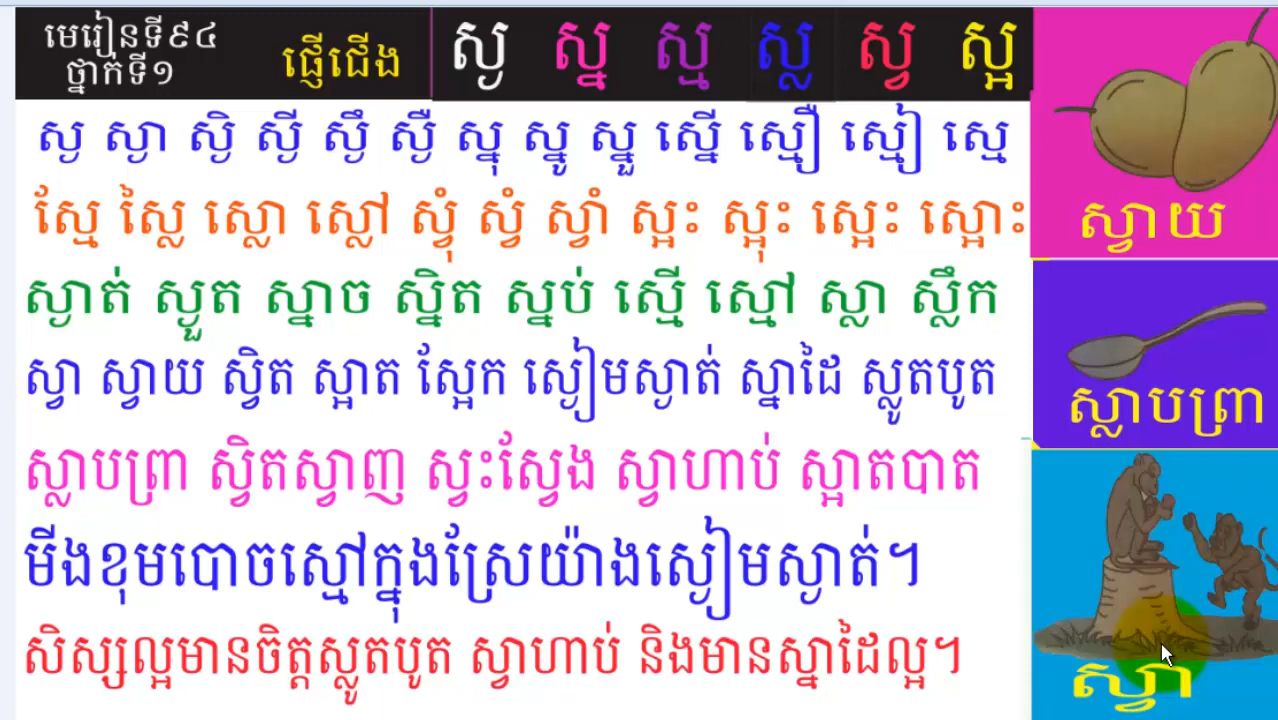 មេរៀនទី៩៤
ថ្នាក់ទី១
ផ្ញើជើង
ស្ង ស្ន ស្ម ស្ល ស្វ ស្អ
ស្ង ស្ងា ស្ងិ ស្ងី ស្ងឹ ស្ងឺ ស្នុ ស្នូ ស្នួ ស្នើ ស្មឿ ស្មៀ ស្មេ
ស្មែ ស្លៃ ស្លោ ស្លៅ ស្វុំ ស្វំ ស្វាំ ស្អះ ស្អុះ ស្អេះ ស្អោះ
ស្ងាត់ ស្ងួត ស្នាច ស្និត ស្នប់ ស្មើ ស្មៅ ស្លា ស្លឹក
ស្វា ស្វាយ ស្វិត ស្អាត ស្អែក ស្ងៀមស្ងាត់ ស្នាដៃ ស្លូតបូត
ស្លាបព្រា ស្វិតស្វាញ ស្វះស្វែង ស្វាហាប់ ស្អាតបាត
មីងខុមបោចស្មៅក្នុងស្រែយ៉ាងស្ងៀមស្ងាត់។
សិស្សល្អមានចិត្តស្លូតបូត ស្វាហាប់ និងមានស្នាដៃល្អ។
ស្វាយ
ស្លាបព្រា
ស្វា